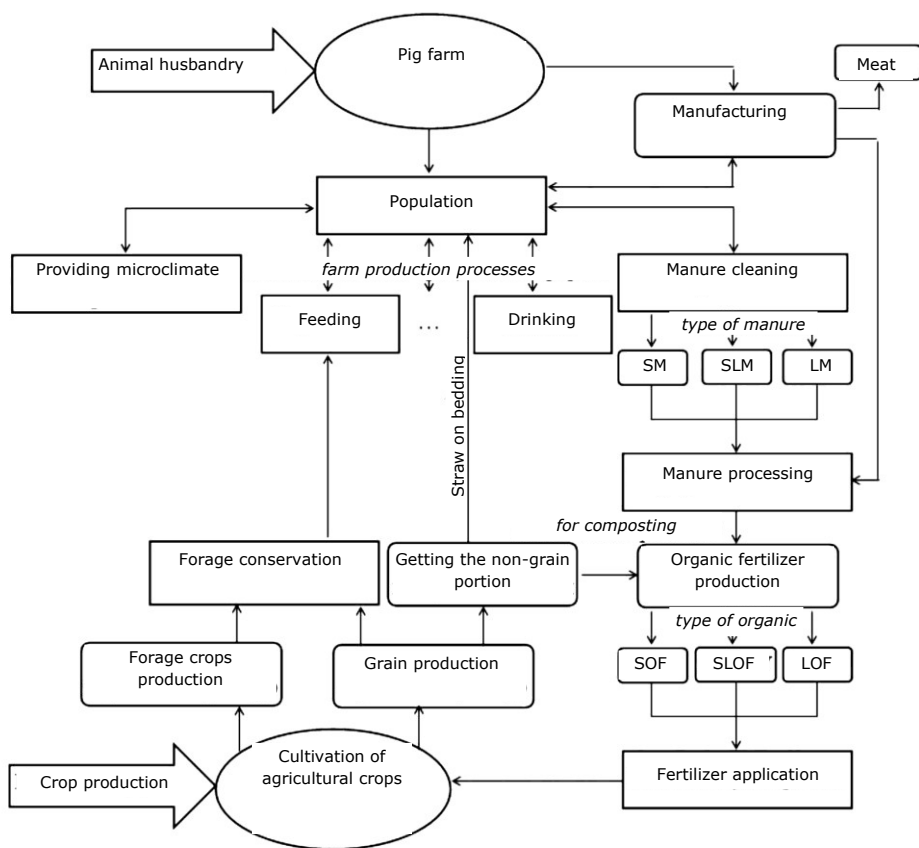 Animal husbandry
Pig farm
Meat
Manufacturing
Population
Providing microclimate
farm production processes
Manure cleaning
Feeding
...
Drinking
type of manure
SM
SLM
LM
Straw on bedding
Manure processing
for composting
Forage conservation
Getting the non-grain
portion
Organic fertilizer
production
type of organic
Forage crops
production
Grain production
SOF
SLOF
LOF
Crop production
Cultivation of
agricultural crops
Fertilizer application